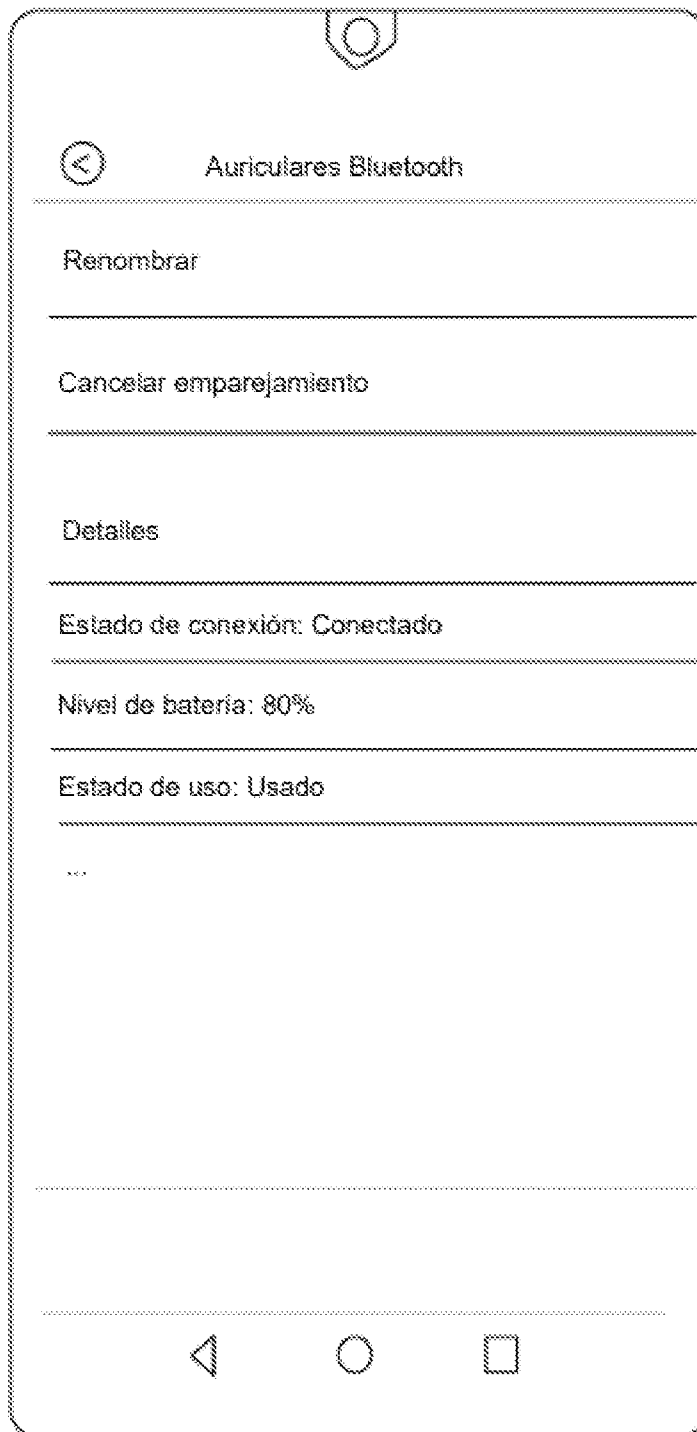 Auriculares Bluetooth
Renombrar
Cancelar emparejamiento
Detalles
Estado de conexión: Conectado
Nivel de batería: 80%
Estado de uso: Usado
...